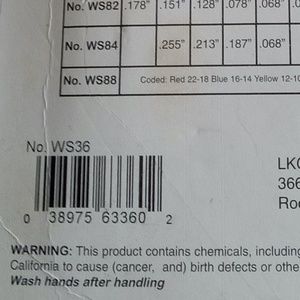 No. WS82 .178" .151" .128" .078" .068"
No. WS84 .255" .213" .187" .068"
No. WS88 Coded: Red 22-18 Blue 16-14 Yellow 12-10
No. WS36
0 38975 63360 2
366
WARNING: This product contains chemicals, including
California to cause (cancer, and) birth defects or othe
Wash hands after handling